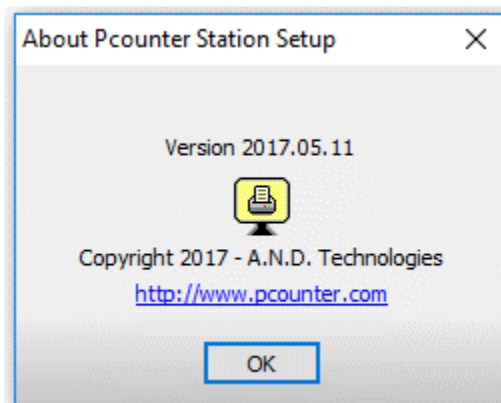 About Pcounter Station Setup
Version 2017.05.11
Copyright 2017 - A.N.D. Technologies
http://www.pcounter.com
OK